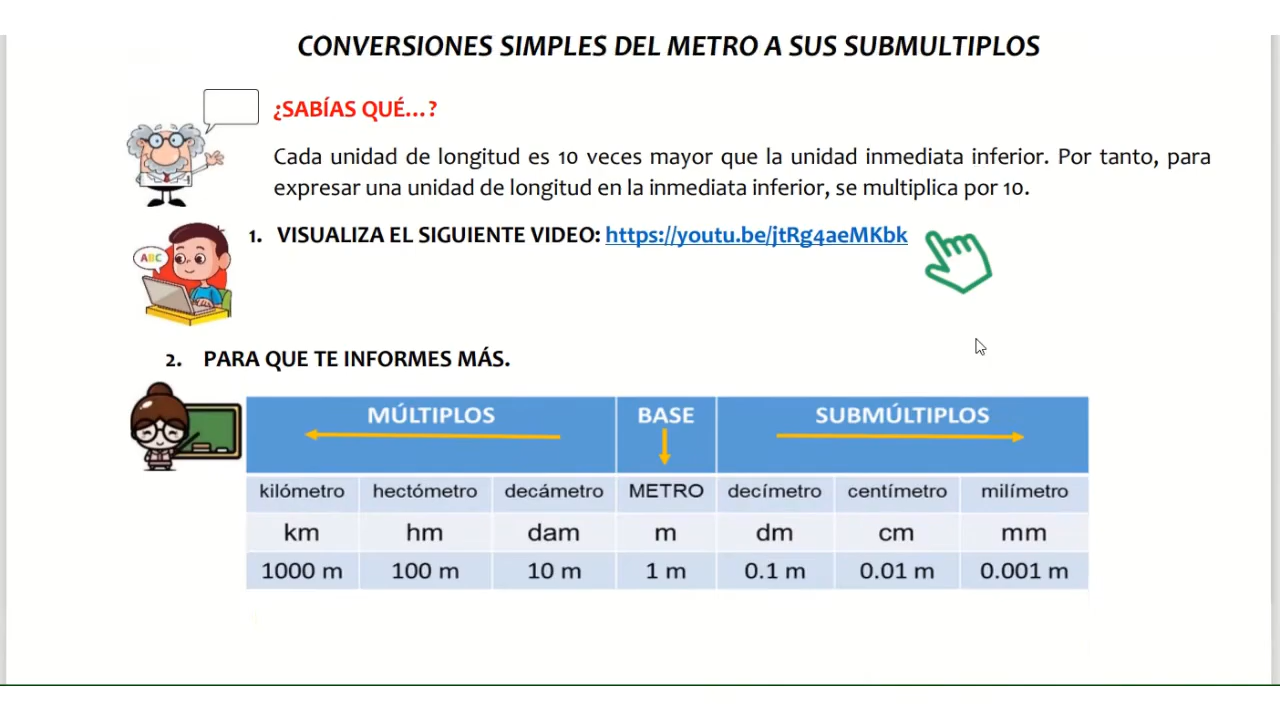 CONVERSIONES SIMPLES DEL METRO A SUS SUBMULTIPLOS
¿SABÍAS QUÉ...?
Cada unidad de longitud es 10 veces mayor que la unidad inmediata inferior. Por tanto, para
expresar una unidad de longitud en la inmediata inferior, se multiplica por 10.
1. VISUALIZA EL SIGUIENTE VIDEO: https://youtu.be/jtRg4aeMKbk
ABC
2. PARA QUE TE INFORMES MÁS.
MÚLTIPLOS BASE SUBMÚLTIPLOS
kilómetro hectómetro decámetro METRO decímetro centímetro milímetro
km hm dam m dm cm mm
1000 m 100 m 10 m 1 m 0.1 m 0.01 m 0.001 m